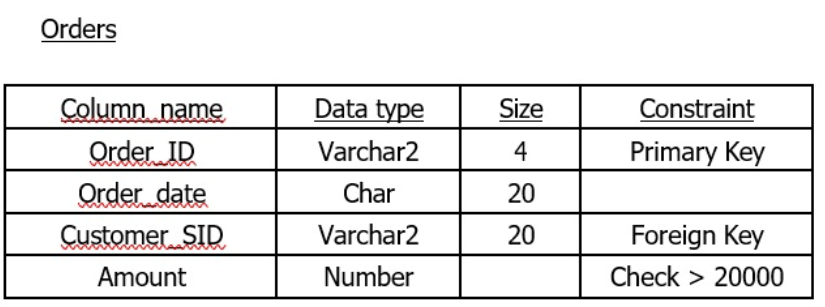 Orders
Column_name Data type Size Constraint
Order_ID Varchar2 4 Primary Key
Order_date Char 20
Customer_SID Varchar2 20 Foreign Key
Amount Number Check > 20000